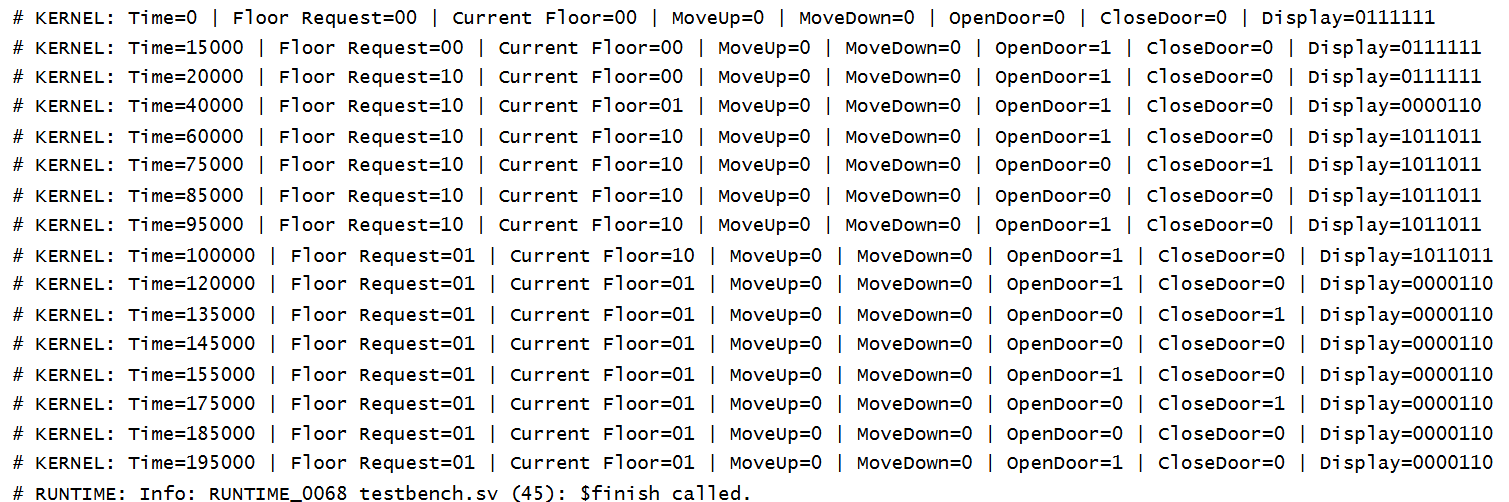 # KERNEL: Time=0 | Floor Request=00 | Current Floor=00 | MoveUp=0 | MoveDown=0 | OpenDoor=0 | CloseDoor=0 | Display=0111111
# KERNEL: Time=15000 | Floor Request=00 | Current Floor=00 | MoveUp=0 | MoveDown=0 | OpenDoor=1 | CloseDoor=0 | Display=0111111
# KERNEL: Time=20000 | Floor Request=10 | Current Floor=00 | MoveUp=0 | MoveDown=0 | OpenDoor=1 | CloseDoor=0 | Display=0111111
# KERNEL: Time=40000 | Floor Request=10 | Current Floor=01 | MoveUp=0 | MoveDown=0 | OpenDoor=1 | CloseDoor=0 | Display=0000110
# KERNEL: Time=60000 | Floor Request=10 | Current Floor=10 | MoveUp=0 | MoveDown=0 | OpenDoor=1 | CloseDoor=0 | Display=1011011
# KERNEL: Time=75000 | Floor Request=10 | Current Floor=10 | MoveUp=0 | MoveDown=0 | OpenDoor=0 | CloseDoor=1 | Display=1011011
# KERNEL: Time=85000 | Floor Request=10 | Current Floor=10 | MoveUp=0 | MoveDown=0 | OpenDoor=0 | CloseDoor=0 | Display=1011011
# KERNEL: Time=95000 | Floor Request=10 | Current Floor=10 | MoveUp=0 | MoveDown=0 | OpenDoor=1 | CloseDoor=0 | Display=1011011
# KERNEL: Time=100000 | Floor Request=01 | Current Floor=10 | MoveUp=0 | MoveDown=0 | OpenDoor=1 | CloseDoor=0 | Display=1011011
# KERNEL: Time=120000 | Floor Request=01 | Current Floor=01 | MoveUp=0 | MoveDown=0 | OpenDoor=1 | CloseDoor=0 | Display=0000110
# KERNEL: Time=135000 | Floor Request=01 | Current Floor=01 | MoveUp=0 | MoveDown=0 | OpenDoor=0 | CloseDoor=1 | Display=0000110
# KERNEL: Time=145000 | Floor Request=01 | Current Floor=01 | MoveUp=0 | MoveDown=0 | OpenDoor=0 | CloseDoor=0 | Display=0000110
# KERNEL: Time=155000 | Floor Request=01 | Current Floor=01 | MoveUp=0 | MoveDown=0 | OpenDoor=1 | CloseDoor=0 | Display=0000110
# KERNEL: Time=175000 | Floor Request=01 | Current Floor=01 | MoveUp=0 | MoveDown=0 | OpenDoor=0 | CloseDoor=1 | Display=0000110
# KERNEL: Time=185000 | Floor Request=01 | Current Floor=01 | MoveUp=0 | MoveDown=0 | OpenDoor=0 | CloseDoor=0 | Display=0000110
# KERNEL: Time=195000 | Floor Request=01 | Current Floor=01 | MoveUp=0 | MoveDown=0 | OpenDoor=1 | CloseDoor=0 | Display=0000110
# RUNTIME: Info: RUNTIME_0068 testbench.sv (45): $finish called.